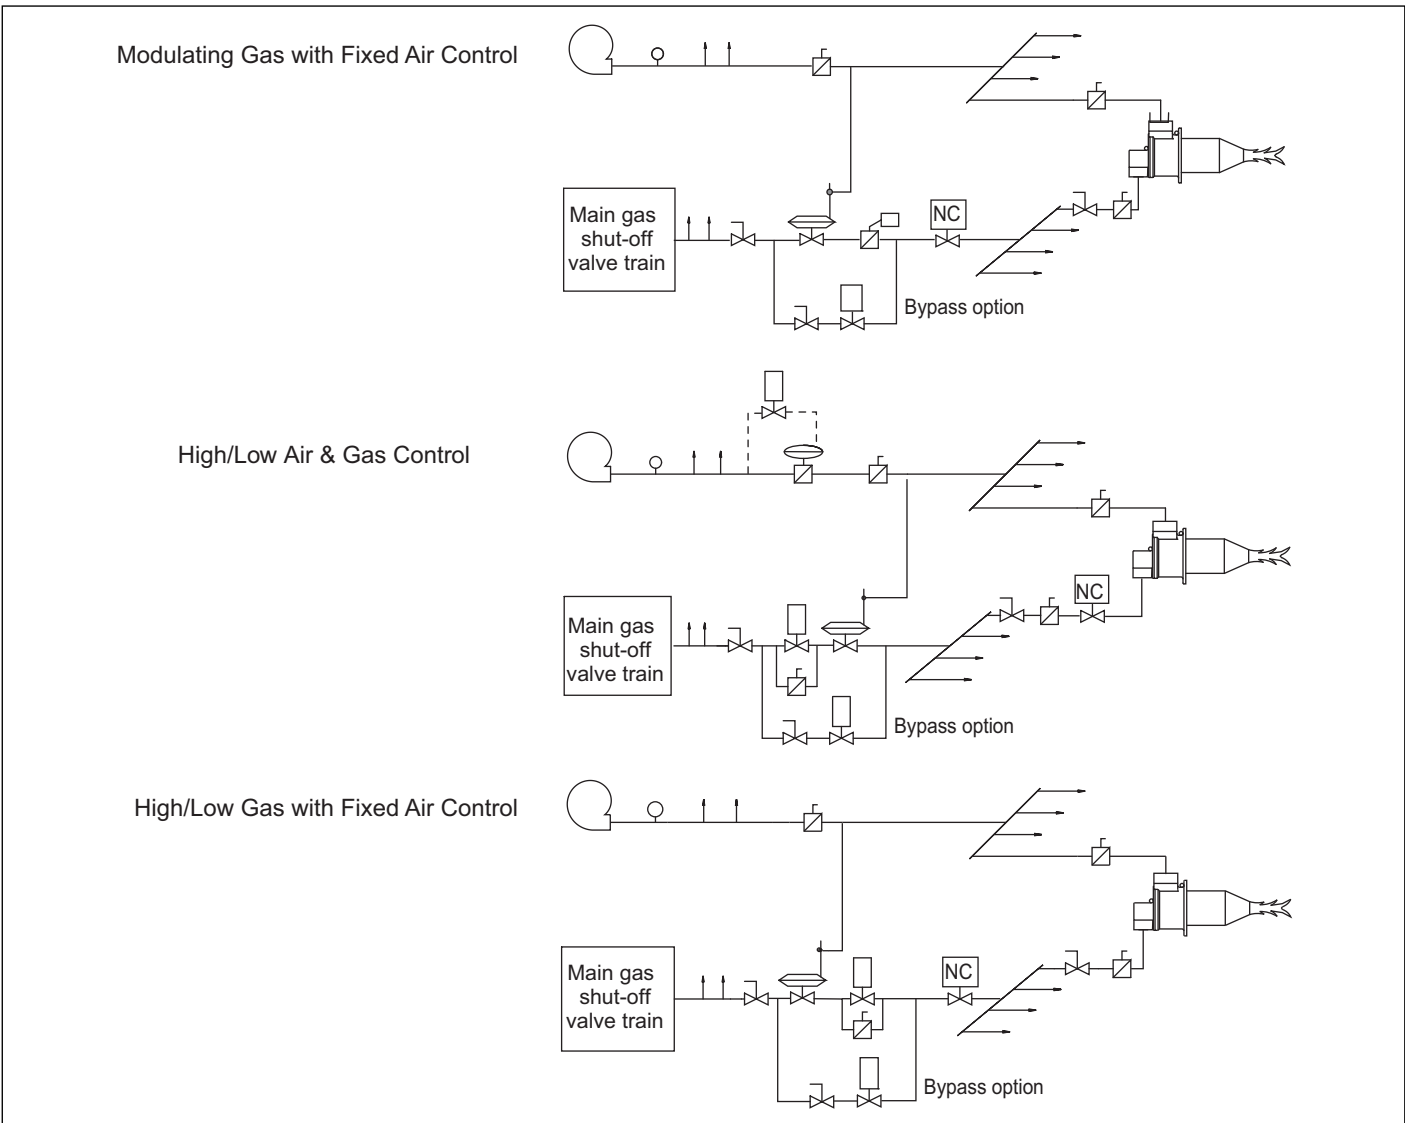 Modulating Gas with Fixed Air Control
Main gas
shut-off
valve train
NC
Bypass option
High/Low Air & Gas Control
Main gas
shut-off
valve train
NC
Bypass option
High/Low Gas with Fixed Air Control
Main gas
shut-off
valve train
NC
Bypass option